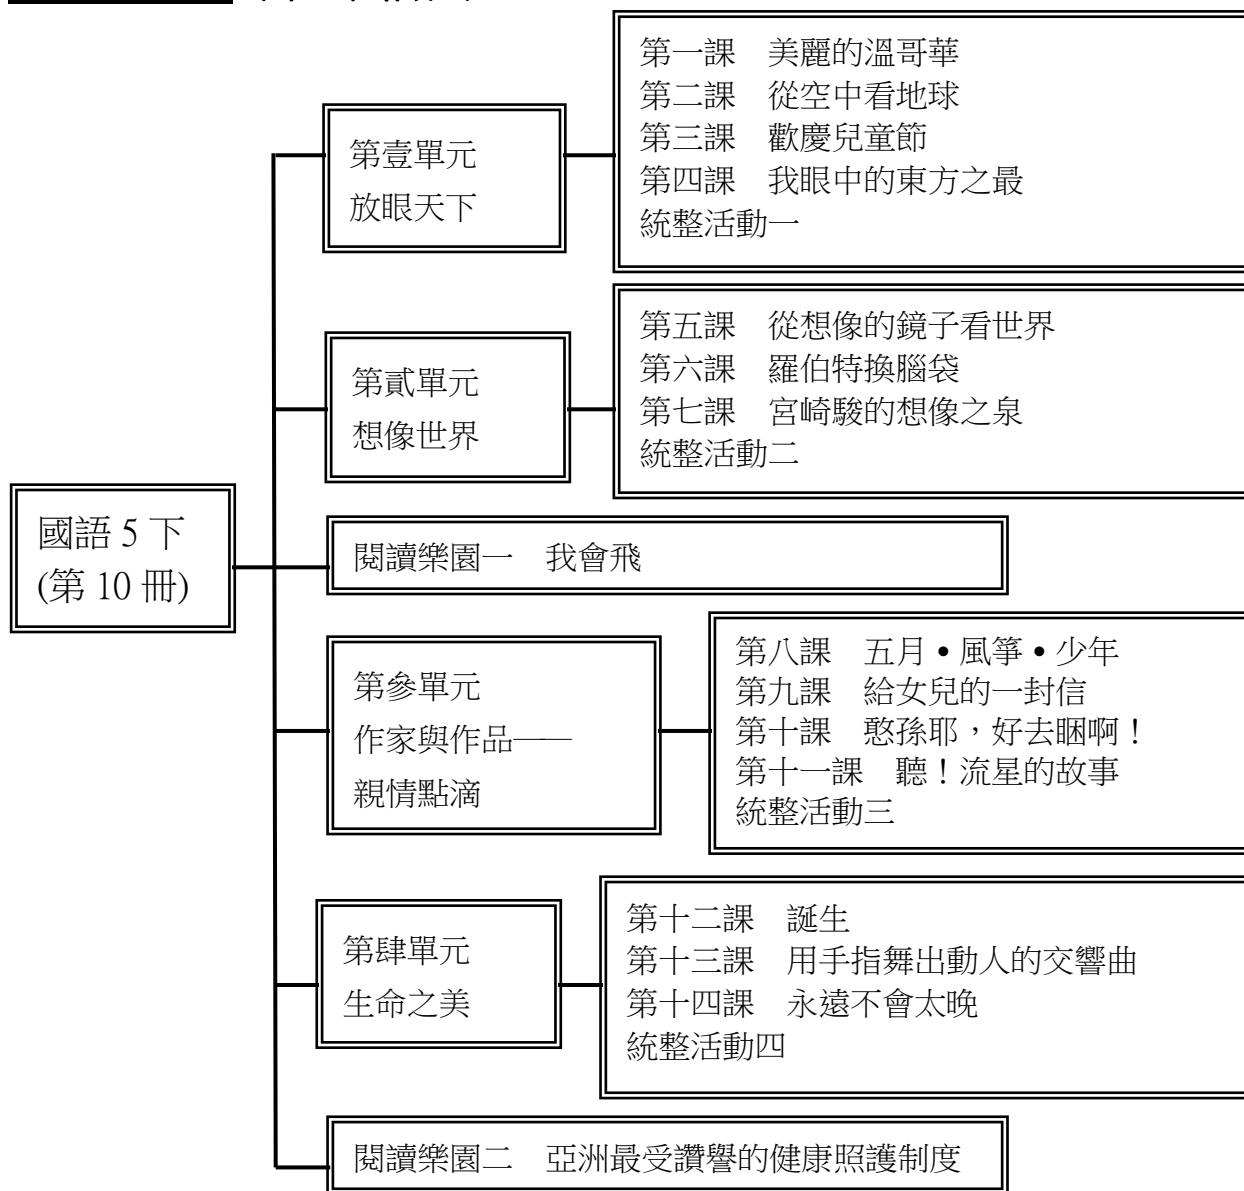 國語 5 下
(第 10 冊)
第壹單元
放眼天下
第一課　美麗的溫哥華
第二課　從空中看地球
第三課　歡慶兒童節
第四課　我眼中的東方之最
統整活動一
第貳單元
想像世界
第五課　從想像的鏡子看世界
第六課　羅伯特換腦袋
第七課　宮崎駿的想像之泉
統整活動二
閱讀樂園一　我會飛
第參單元
作家與作品——
親情點滴
第八課　五月•風箏•少年
第九課　給女兒的一封信
第十課　憨孫耶，好去睏啊！
第十一課　聽！流星的故事
統整活動三
第肆單元
生命之美
第十二課　誕生
第十三課　用手指舞出動人的交響曲
第十四課　永遠不會太晚
統整活動四
閱讀樂園二　亞洲最受讚譽的健康照護制度